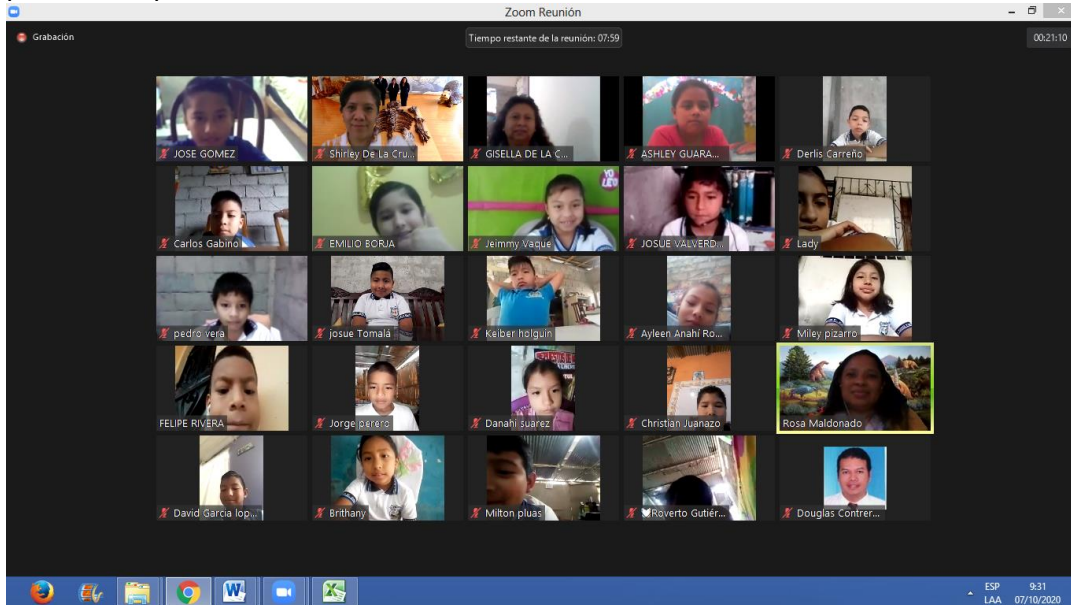 Zoom Reunión
Grabación
Tiempo restante de la reunión: 07:59
00:21:10
JOSE GOMEZ
Shirley De La Cru...
GISELLA DE LA C...
ASHLEY GUARA...
Derlis Carreño
Carlos Gabino
EMILIO BORJA
Jeimmy Vaque
YO LEO
JOSUE VALVERD...
Lady
pedro vera
josue Tomalá
Keiber holguin
Ayleen Anahí Ro...
Miley pizarro
FELIPE RIVERA
Jorge perero
Danahi suarez
Christian Juanazo
Rosa Maldonado
David Garcia lop...
Brithany
Milton pluas
Roverto Gutiér...
Douglas Contrer...
ESP 9:31
LAA 07/10/2020